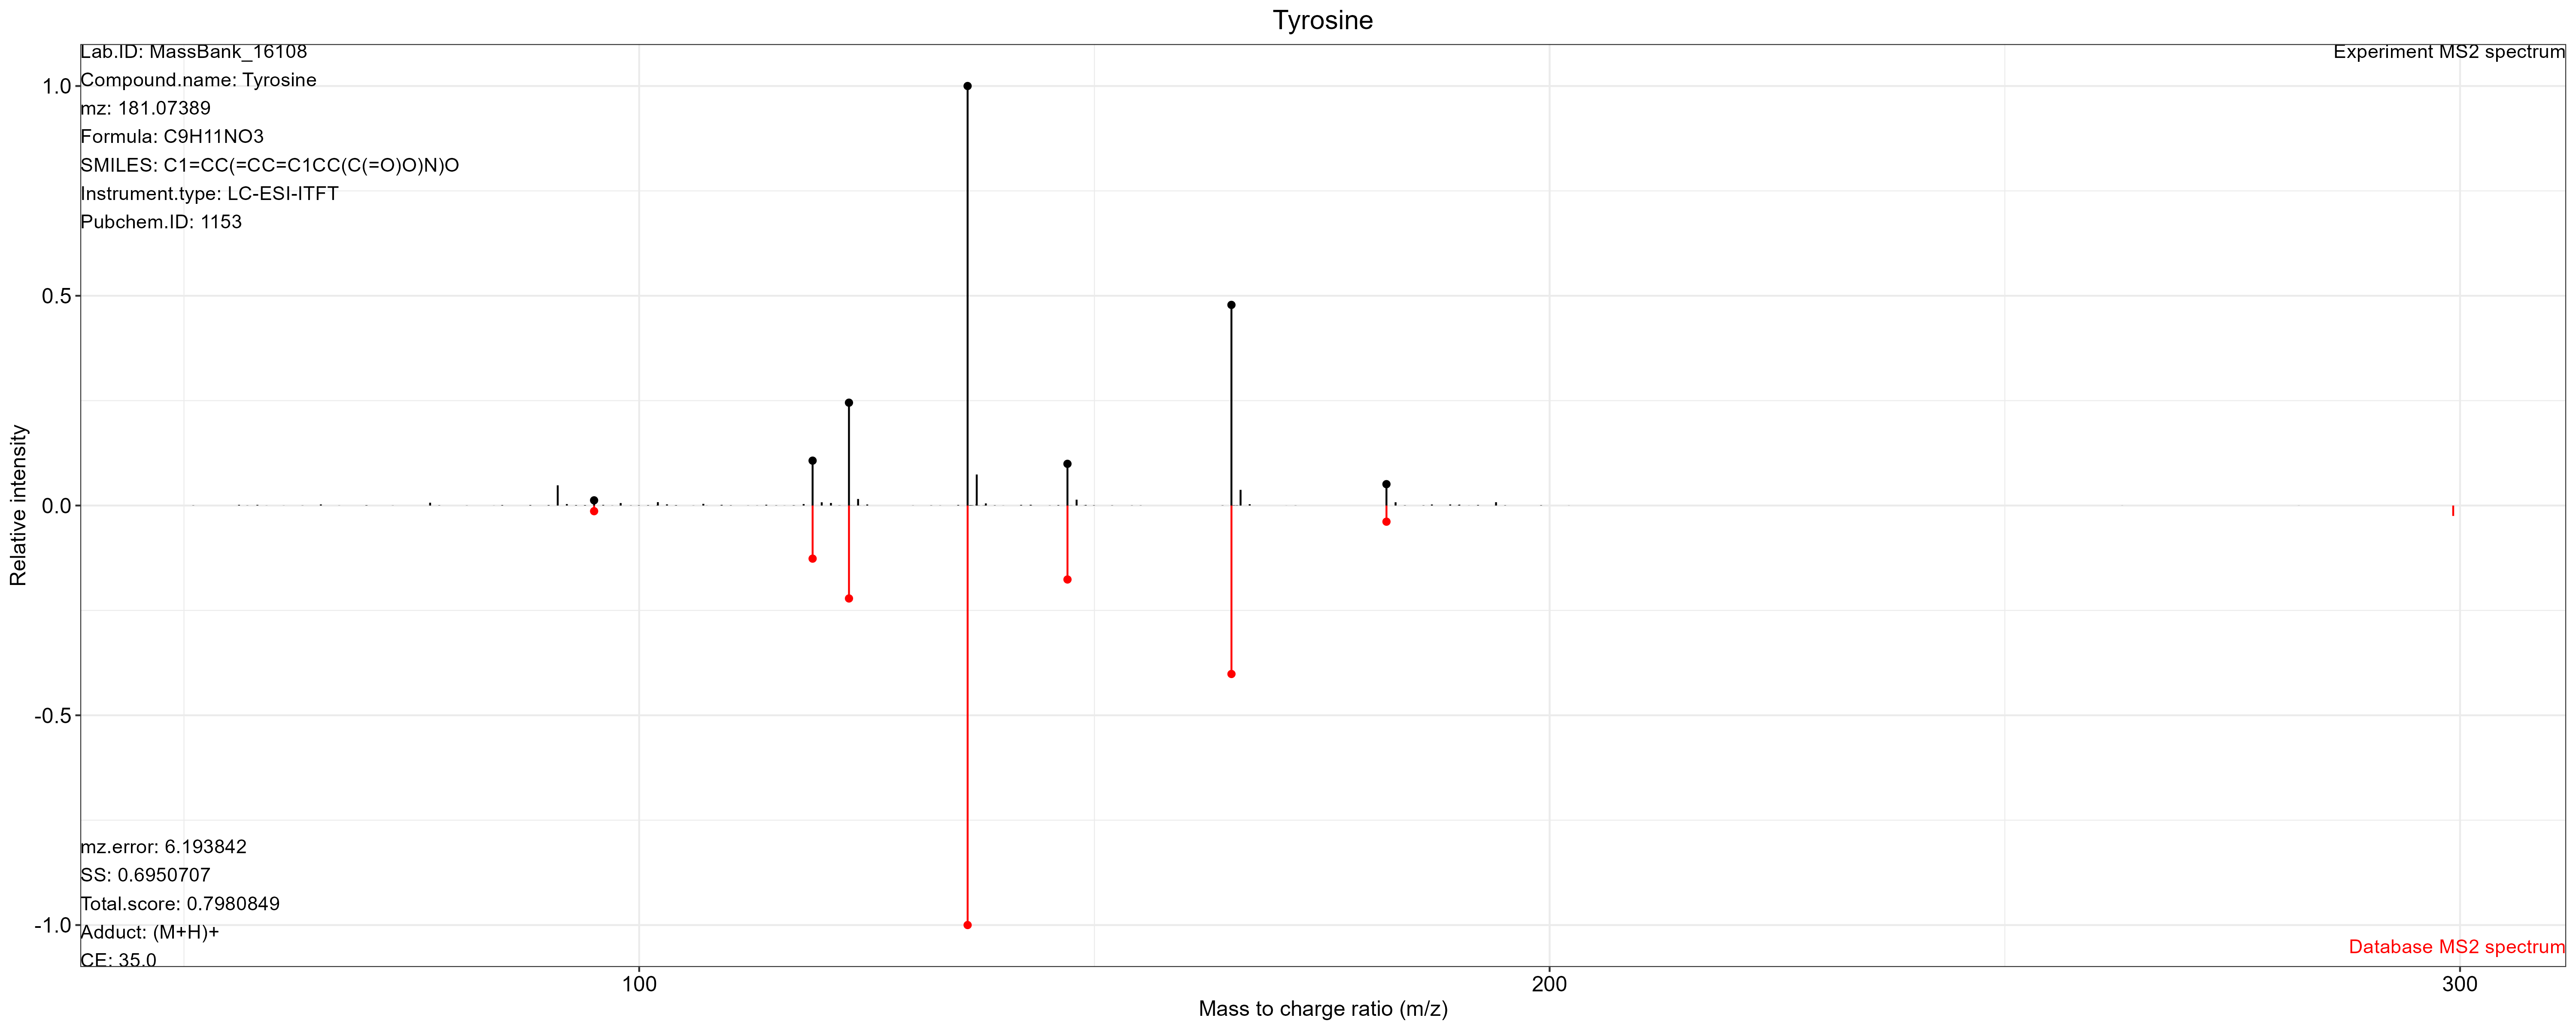 Tyrosine
Lab.ID: MassBank_16108
Experiment MS2 spectrum
Compound.name: Tyrosine
mz: 181.07389
Formula: C9H11NO3
SMILES: C1=CC(=CC=C1CC(C(=O)O)N)O
Instrument.type: LC-ESI-ITFT
Pubchem.ID: 1153
1.0
0.5
0.0
-0.5
-1.0
Relative intensity
mz.error: 6.193842
SS: 0.6950707
Total.score: 0.7980849
Adduct: (M+H)+
CE: 35.0
Database MS2 spectrum
100
200
300
Mass to charge ratio (m/z)